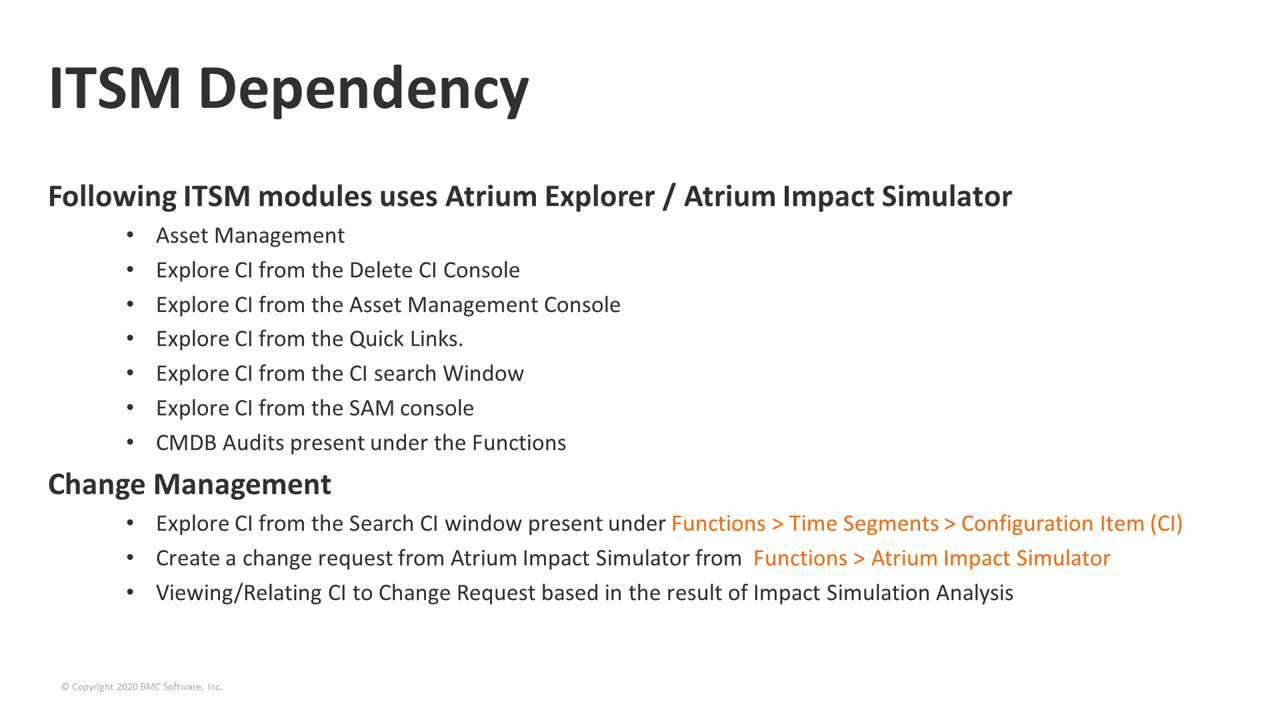 ITSM Dependency
Following ITSM modules uses Atrium Explorer / Atrium Impact Simulator
• Asset Management
• Explore CI from the Delete CI Console
• Explore CI from the Asset Management Console
• Explore CI from the Quick Links.
• Explore CI from the CI search Window
• Explore CI from the SAM console
• CMDB Audits present under the Functions
Change Management
• Explore CI from the Search CI window present under Functions > Time Segments > Configuration Item (CI)
• Create a change request from Atrium Impact Simulator from Functions > Atrium Impact Simulator
• Viewing/Relating CI to Change Request based in the result of Impact Simulation Analysis
© Copyright 2020 BMC Software, Inc.